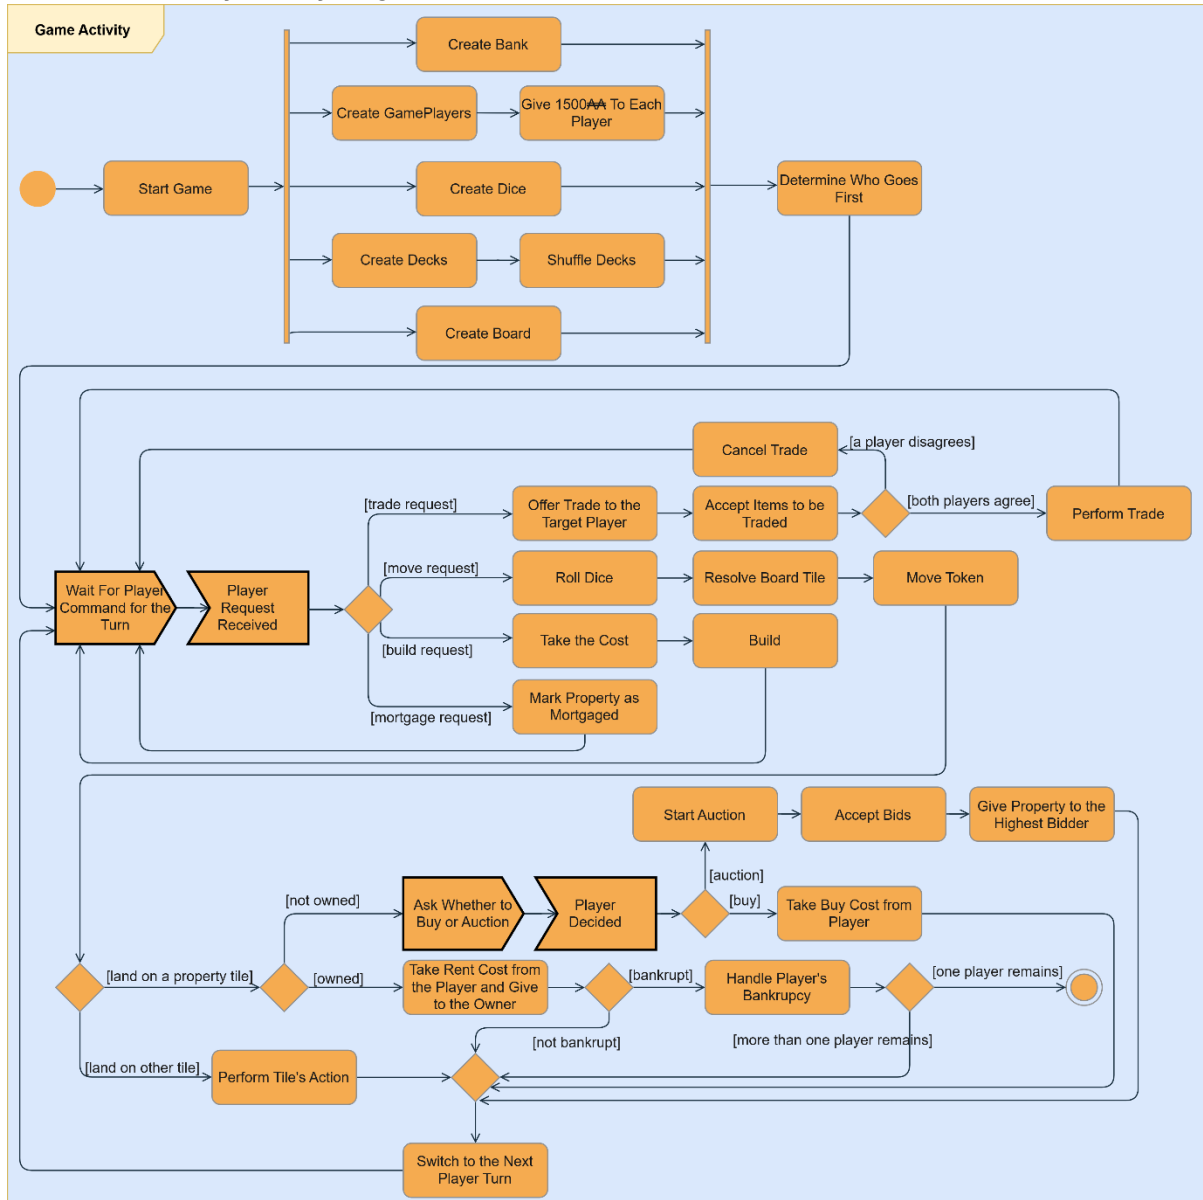 Game Activity
Create Bank
Create GamePlayers
Give 1500₳₳ To Each
Player
Start Game
Create Dice
Determine Who Goes
First
Create Decks
Shuffle Decks
Create Board
Cancel Trade
[a player disagrees]
[trade request]
Offer Trade to the
Target Player
Accept Items to be
Traded
[both players agree]
Perform Trade
Wait For Player
Command for the
Turn
Player
Request
Received
[move request]
Roll Dice
Resolve Board Tile
Move Token
[build request]
Take the Cost
Build
[mortgage request]
Mark Property as
Mortgaged
Start Auction
Accept Bids
Give Property to the
Highest Bidder
[auction]
[not owned]
Ask Whether to
Buy or Auction
Player
Decided
[buy]
Take Buy Cost from
Player
[land on a property tile]
[owned]
Take Rent Cost from
the Player and Give
to the Owner
[bankrupt]
Handle Player's
Bankrupcy
[one player remains]
[not bankrupt]
[more than one player remains]
[land on other tile]
Perform Tile's Action
Switch to the Next
Player Turn